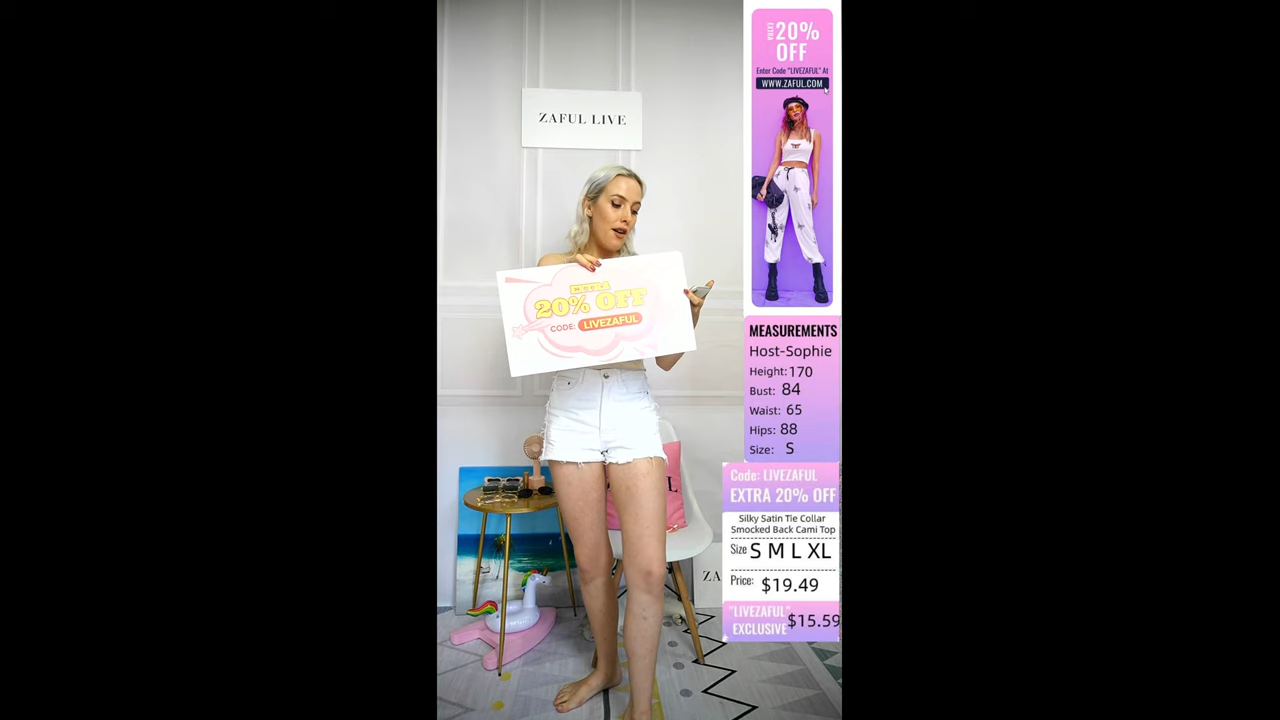 ZAFUL LIVE
20% OFF
CODE: LIVEZAFUL
20%
OFF
Enter Code "LIVEZAFUL" At
WWW.ZAFUL.COM
MEASUREMENTS
Host-Sophie
Height: 170
Bust: 84
Waist: 65
Hips: 88
Size: S
Code: LIVEZAFUL
EXTRA 20% OFF
Silky Satin Tie Collar
Smocked Back Cami Top
Size S M L XL
Price: $19.49
"LIVEZAFUL"
EXCLUSIVE $15.59
ZA